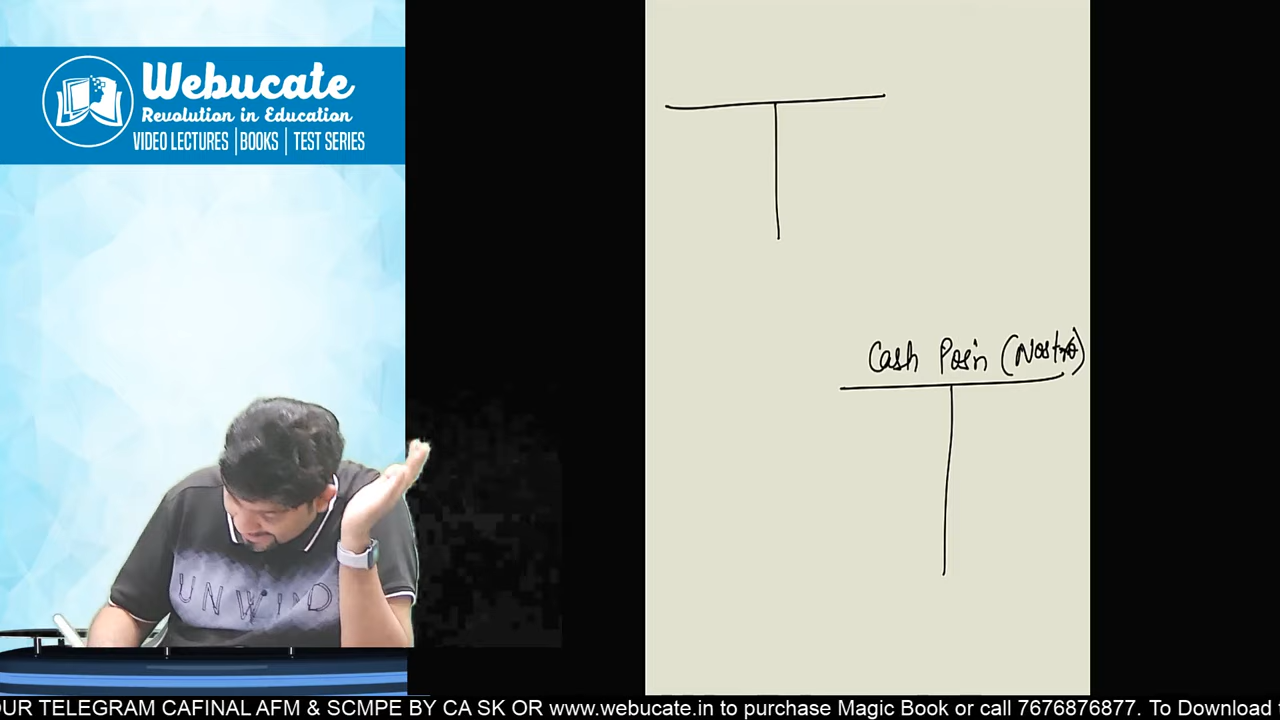 Webucate
Revolution in Education
VIDEO LECTURES | BOOKS | TEST SERIES
Cash Pos'n (Nostro)
UNWIND
OUR TELEGRAM CAFINAL AFM & SCMPE BY CA SK OR www.webucate.in to purchase Magic Book or call 7676876877. To Download